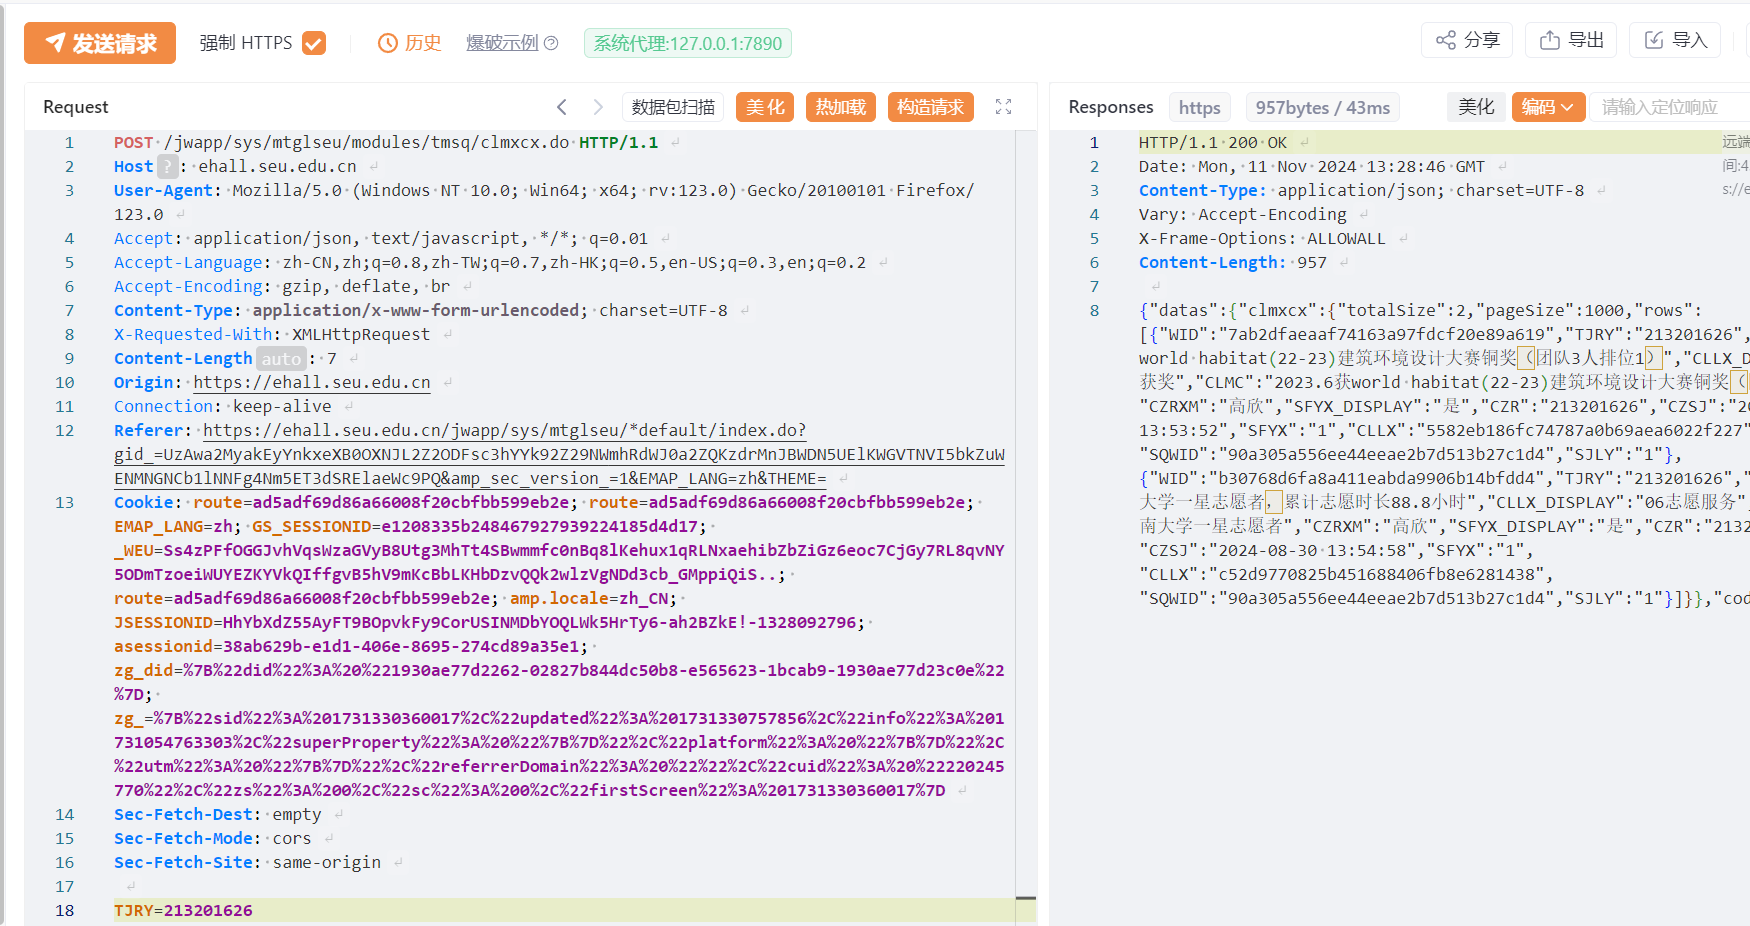 发送请求 强制 HTTPS 历史 爆破示例 系统代理:127.0.0.1:7890 分享 导出 导入
Request 数据包扫描 美化 热加载 构造请求
1 POST /jwapp/sys/mtglseu/modules/tmsq/clmxcx.do HTTP/1.1
2 Host ? : ehall.seu.edu.cn
3 User-Agent: Mozilla/5.0 (Windows NT 10.0; Win64; x64; rv:123.0) Gecko/20100101 Firefox/
123.0
4 Accept: application/json, text/javascript, */*; q=0.01
5 Accept-Language: zh-CN,zh;q=0.8,zh-TW;q=0.7,zh-HK;q=0.5,en-US;q=0.3,en;q=0.2
6 Accept-Encoding: gzip, deflate, br
7 Content-Type: application/x-www-form-urlencoded; charset=UTF-8
8 X-Requested-With: XMLHttpRequest
9 Content-Length auto : 7
10 Origin: https://ehall.seu.edu.cn
11 Connection: keep-alive
12 Referer: https://ehall.seu.edu.cn/jwapp/sys/mtglseu/*default/index.do?
gid_=UzAwa2MyakEyYnkxeXB0OXNJL2Z2ODFsc3hYYk92Z29NWmhRdWJ0a2ZQKzdrMnJBWDN5UElKWGVTNVI5bkZuW
ENMNGNCb1lNNFg4Nm5ET3dSRElaeWc9PQ&amp_sec_version_=1&EMAP_LANG=zh&THEME=
13 Cookie: route=ad5adf69d86a66008f20cbfbb599eb2e; route=ad5adf69d86a66008f20cbfbb599eb2e;
EMAP_LANG=zh; GS_SESSIONID=e1208335b248467927939224185d4d17;
_WEU=Ss4zPFfOGGJvhVqsWzaGVyB8Utg3MhTt4SBwmmfc0nBq8lKehux1qRLNxaehibZbZiGz6eoc7CjGy7RL8qvNY
5ODmTzoeiWUYEZKYVkQIffgvB5hV9mKcBbLKHbDzvQQk2wlzVgNDd3cb_GMppiQiS..;
route=ad5adf69d86a66008f20cbfbb599eb2e; amp.locale=zh_CN;
JSESSIONID=HhYbXdZ55AyFT9BOpvkFy9CorUSINMDbYOQLWk5HrTy6-ah2BZkE!-1328092796;
asessionid=38ab629b-e1d1-406e-8695-274cd89a35e1;
zg_did=%7B%22did%22%3A%20%221930ae77d2262-02827b844dc50b8-e565623-1bcab9-1930ae77d23c0e%22
%7D;
zg_=%7B%22sid%22%3A%201731330360017%2C%22updated%22%3A%201731330757856%2C%22info%22%3A%201
731054763303%2C%22superProperty%22%3A%20%22%7B%7D%22%2C%22platform%22%3A%20%22%7B%7D%22%2C
%22utm%22%3A%20%22%7B%7D%22%2C%22referrerDomain%22%3A%20%22%22%2C%22cuid%22%3A%20%22220245
770%22%2C%22zs%22%3A%200%2C%22sc%22%3A%200%2C%22firstScreen%22%3A%201731330360017%7D
14 Sec-Fetch-Dest: empty
15 Sec-Fetch-Mode: cors
16 Sec-Fetch-Site: same-origin
17
18 TJRY=213201626
Responses https 957bytes / 43ms 美化 编码 请输入定位响应
1 HTTP/1.1 200 OK 远端
2 Date: Mon, 11 Nov 2024 13:28:46 GMT 间:4
3 Content-Type: application/json; charset=UTF-8 s://e
4 Vary: Accept-Encoding
5 X-Frame-Options: ALLOWALL
6 Content-Length: 957
7
8 {"datas":{"clmxcx":{"totalSize":2,"pageSize":1000,"rows":
[{"WID":"7ab2dfaeaaf74163a97fdcf20e89a619","TJRY":"213201626",
world habitat(22-23)建筑环境设计大赛铜奖（团队3人排位1）","CLLX_D
获奖","CLMC":"2023.6获world habitat(22-23)建筑环境设计大赛铜奖（
"CZRXM":"高欣","SFYX_DISPLAY":"是","CZR":"213201626","CZSJ":"20
13:53:52","SFYX":"1","CLLX":"5582eb186fc74787a0b69aea6022f227"
"SQWID":"90a305a556ee44eeae2b7d513b27c1d4","SJLY":"1"},
{"WID":"b30768d6fa8a411eabda9906b14bfdd4","TJRY":"213201626","
大学一星志愿者，累计志愿时长88.8小时","CLLX_DISPLAY":"06志愿服务"
南大学一星志愿者","CZRXM":"高欣","SFYX_DISPLAY":"是","CZR":"2132
"CZSJ":"2024-08-30 13:54:58","SFYX":"1",
"CLLX":"c52d9770825b451688406fb8e6281438",
"SQWID":"90a305a556ee44eeae2b7d513b27c1d4","SJLY":"1"}]}},"cod